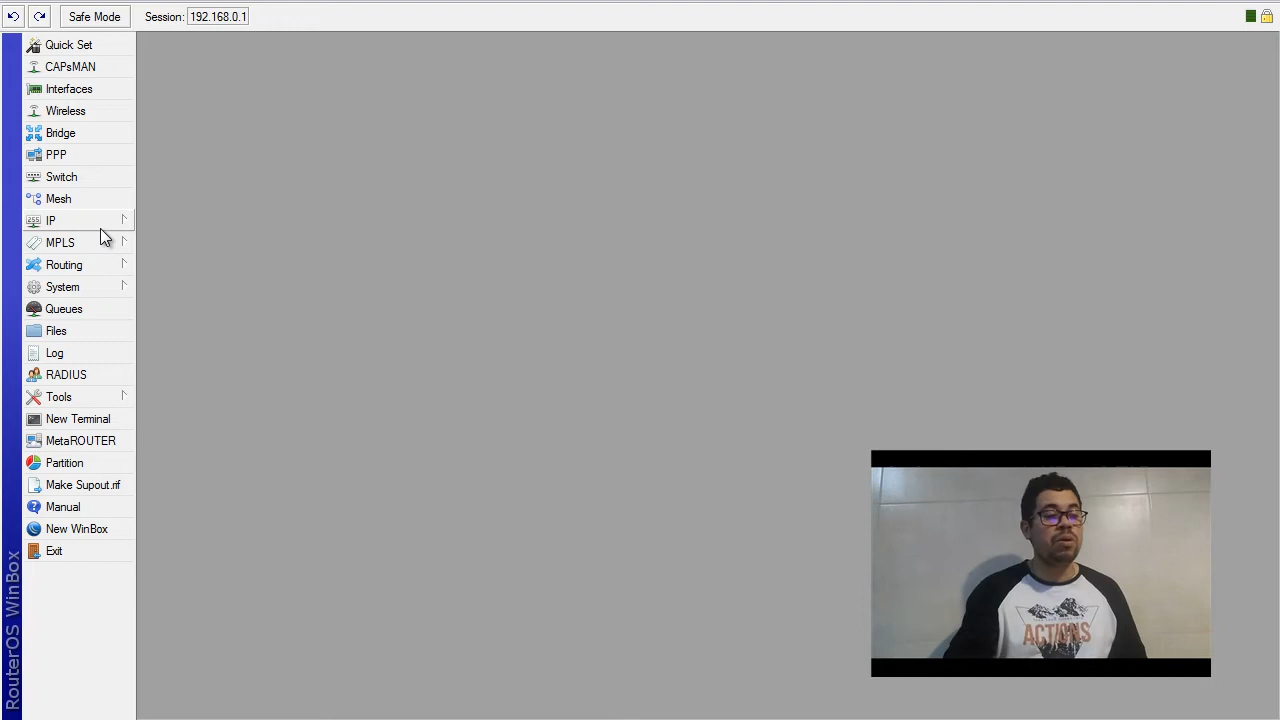 Safe Mode Session: 192.168.0.1
Quick Set
CAPsMAN
Interfaces
Wireless
Bridge
PPP
Switch
Mesh
255 IP
MPLS
Routing
System
Queues
Files
Log
RADIUS
Tools
New Terminal
MetaROUTER
Partition
Make Supout.rif
Manual
New WinBox
Exit
RouterOS WinBox
ACTIONS